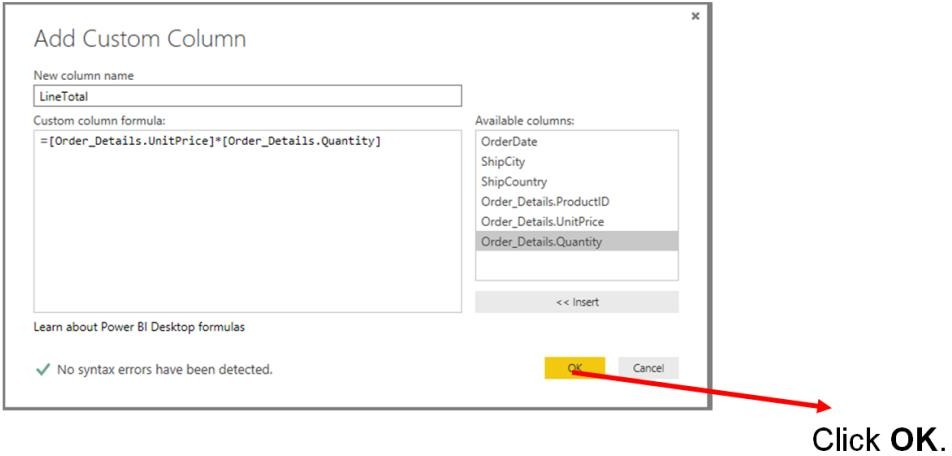 Add Custom Column
New column name
LineTotal
Custom column formula:
=[Order_Details.UnitPrice]*[Order_Details.Quantity]
Available columns:
OrderDate
ShipCity
ShipCountry
Order_Details.ProductID
Order_Details.UnitPrice
Order_Details.Quantity
<< Insert
Learn about Power BI Desktop formulas
No syntax errors have been detected.
OK
Cancel
Click OK.